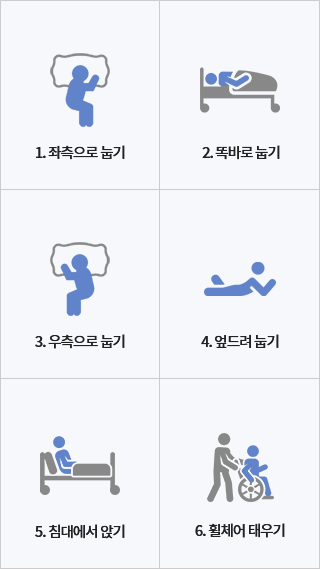 1. 좌측으로 눕기
2. 똑바로 눕기
3. 우측으로 눕기
4. 엎드려 눕기
5. 침대에서 앉기
6. 휠체어 태우기